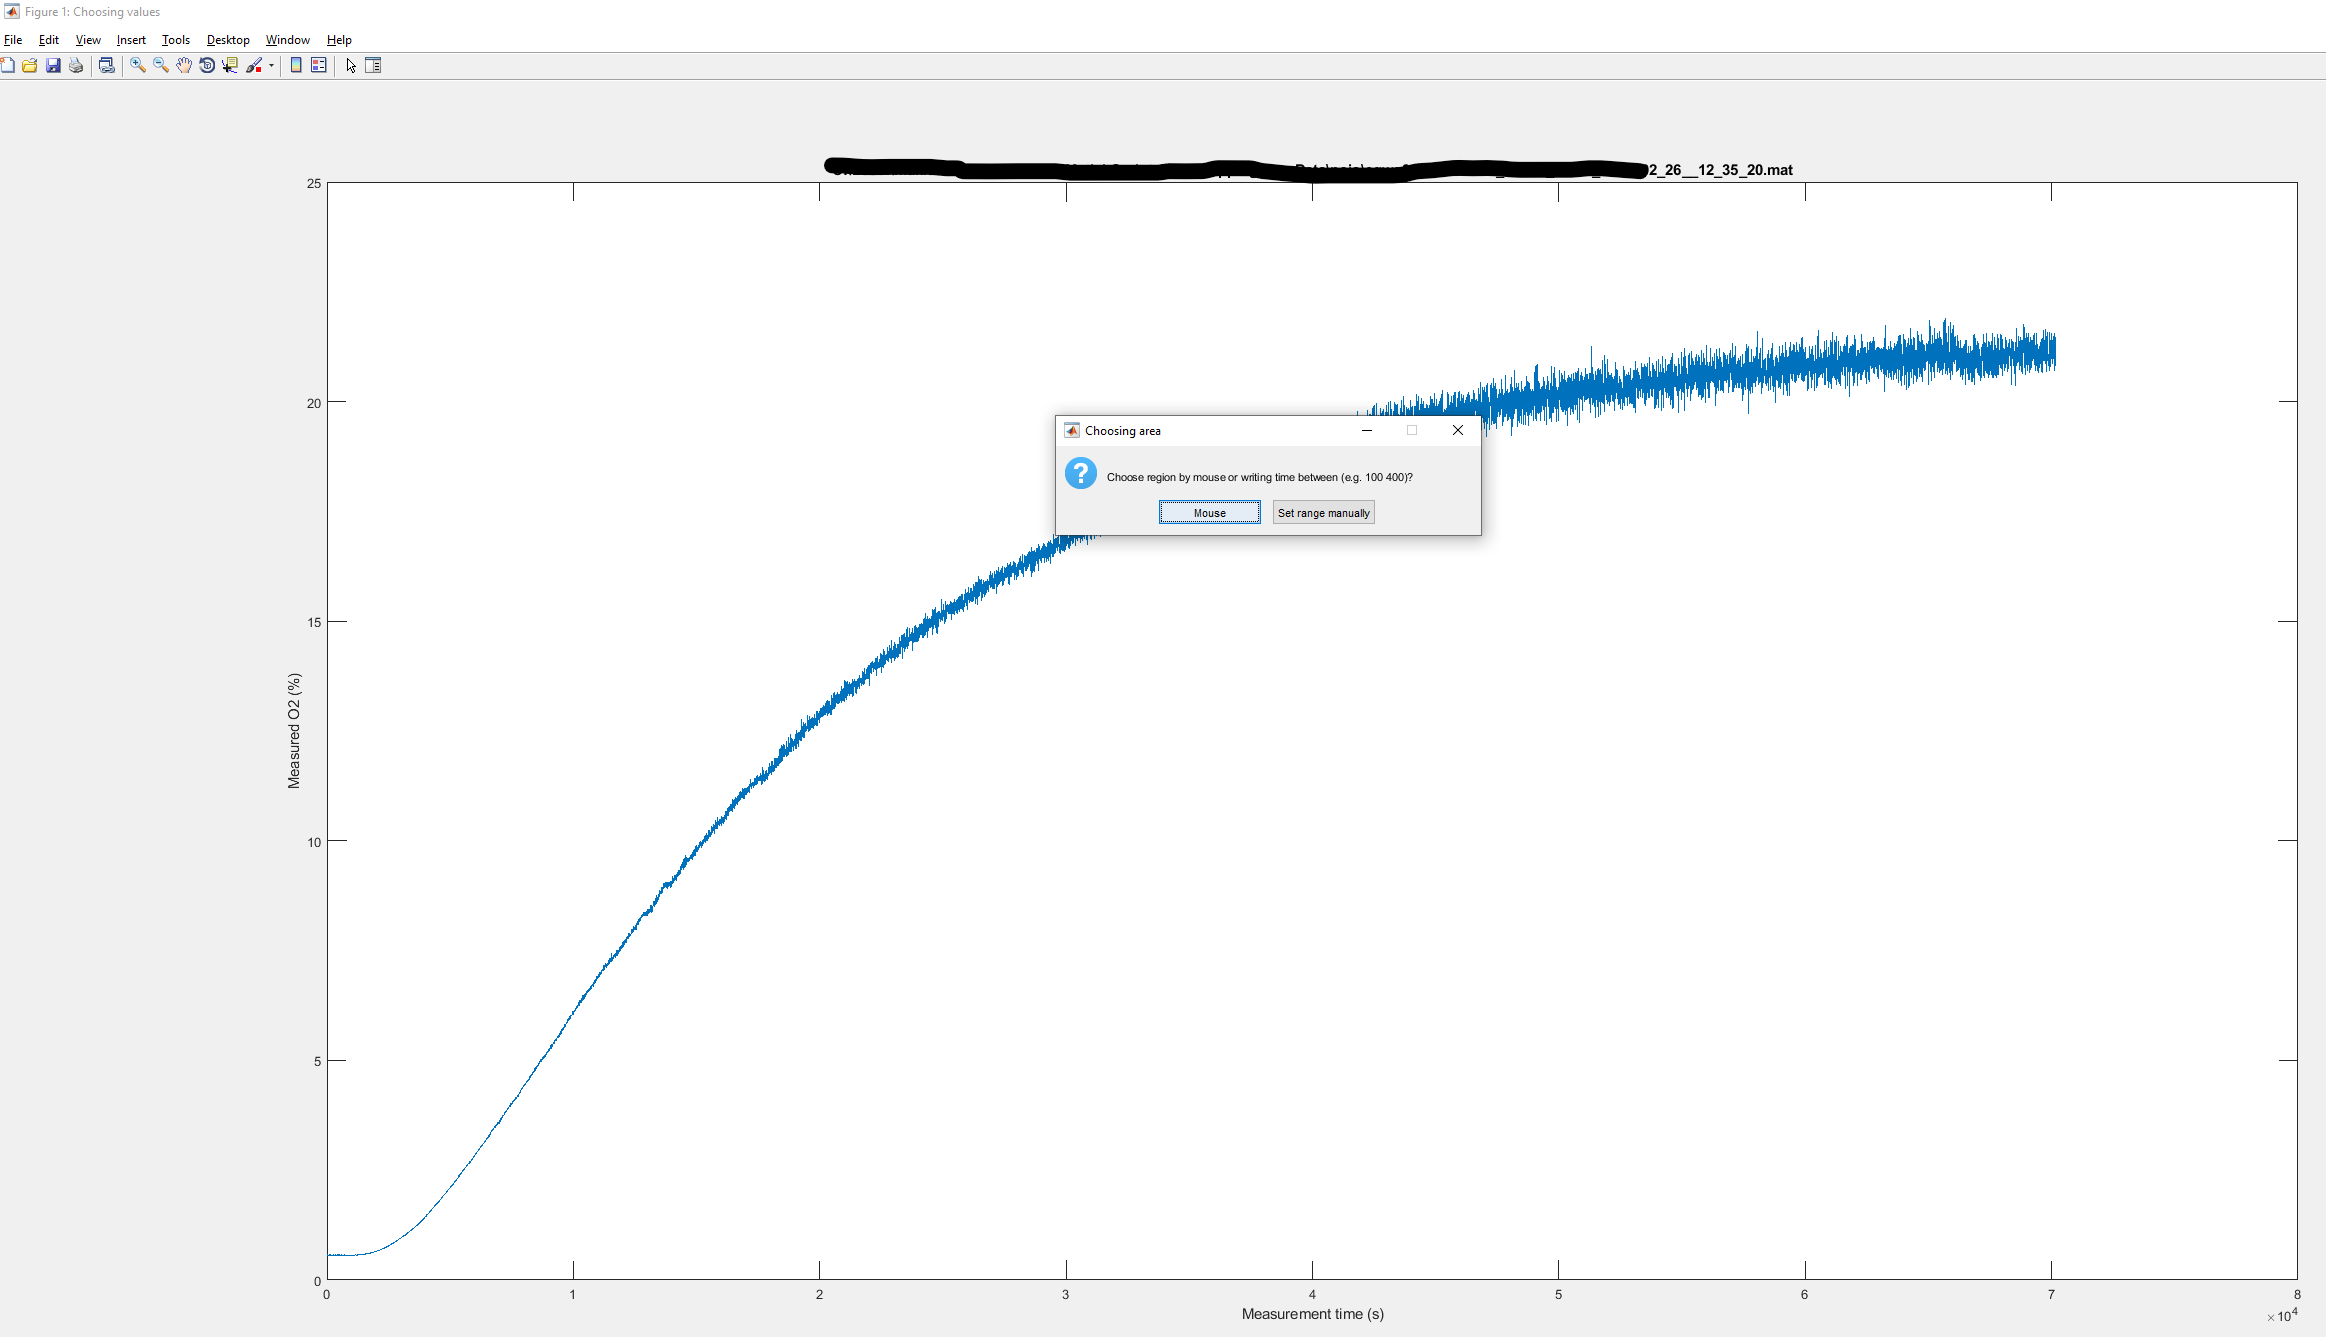 Figure 1: Choosing values
File Edit View Insert Tools Desktop Window Help
2_26__12_35_20.mat
25
20
15
10
5
0
Measured O2 (%)
Choosing area
Choose region by mouse or writing time between (e.g. 100 400)?
Mouse Set range manually
0 1 2 3 4 5 6 7 8
Measurement time (s)
×10^4